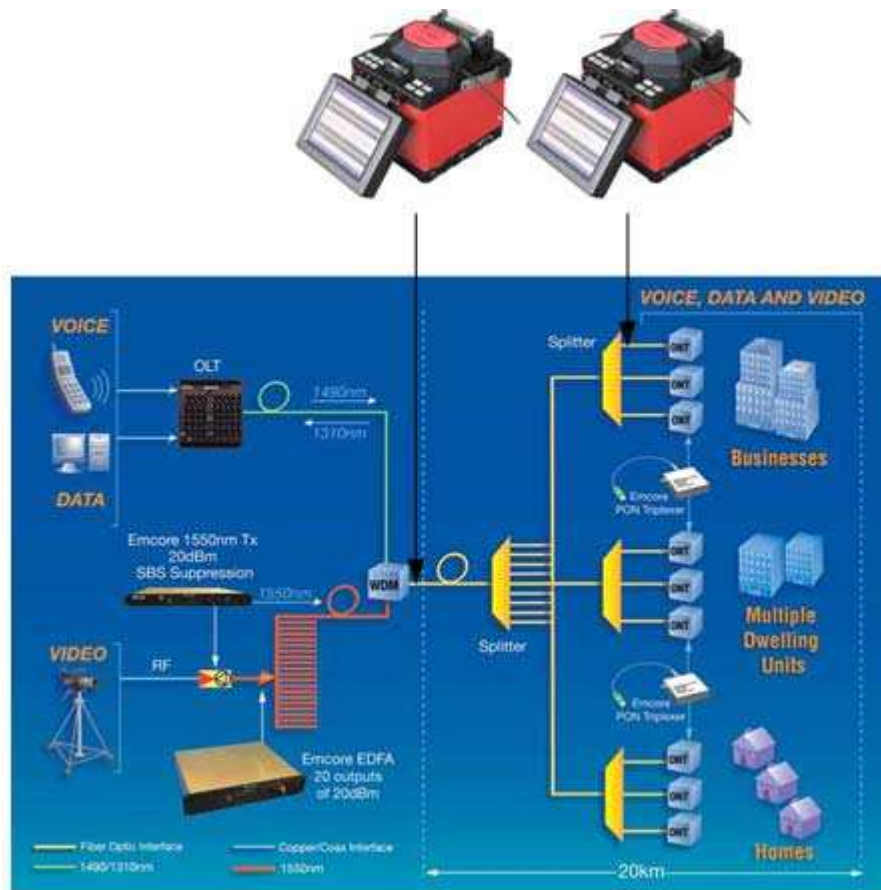 VOICE, DATA AND VIDEO
VOICE
OLT
1490nm
1310nm
DATA
Emcore 1550nm Tx
20dBm
SBS Suppression
1550nm
WDM
VIDEO
RF
Emcore EDFA
20 outputs
of 20dBm
Splitter
Splitter
ONT
ONT
ONT
Businesses
Emcore
PON Triplexer
ONT
ONT
ONT
Multiple
Dwelling
Units
Emcore
PON Triplexer
ONT
ONT
ONT
Homes
Fiber Optic Interface
Copper/Coax Interface
1490/1310nm
1550nm
20km